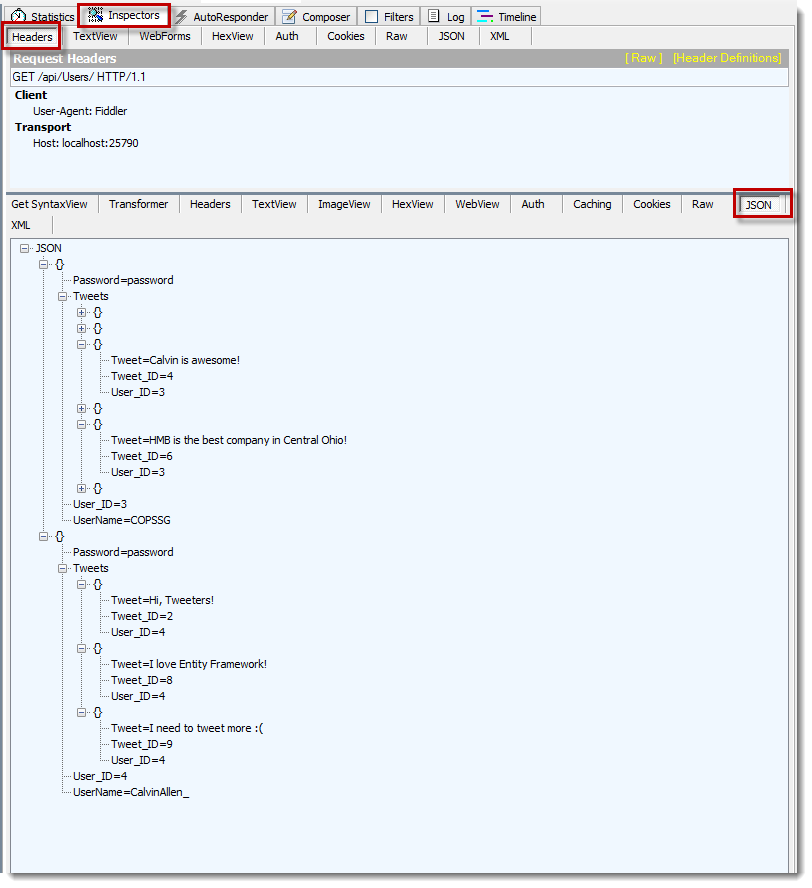 Statistics Inspectors AutoResponder Composer Filters Log Timeline
Headers TextView WebForms HexView Auth Cookies Raw JSON XML
Request Headers [ Raw ] [Header Definitions]
GET /api/Users/ HTTP/1.1
Client
User-Agent: Fiddler
Transport
Host: localhost:25790
Get SyntaxView Transformer Headers TextView ImageView HexView WebView Auth Caching Cookies Raw JSON
XML
JSON
{}
Password=password
Tweets
{}
{}
{}
Tweet=Calvin is awesome!
Tweet_ID=4
User_ID=3
{}
{}
Tweet=HMB is the best company in Central Ohio!
Tweet_ID=6
User_ID=3
{}
User_ID=3
UserName=COPSSG
{}
Password=password
Tweets
{}
Tweet=Hi, Tweeters!
Tweet_ID=2
User_ID=4
{}
Tweet=I love Entity Framework!
Tweet_ID=8
User_ID=4
{}
Tweet=I need to tweet more :(
Tweet_ID=9
User_ID=4
User_ID=4
UserName=CalvinAllen_